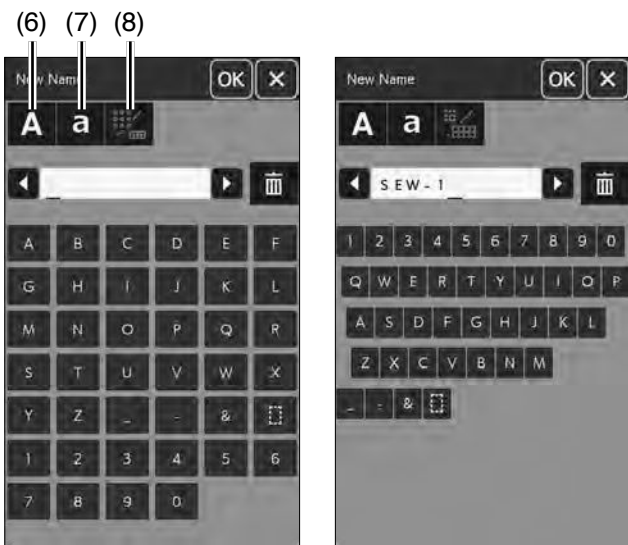 (6) (7) (8)
New Name OK X
A a
A B C D E F
G H I J K L
M N O P Q R
S T U V W X
Y Z _ - &
1 2 3 4 5 6
7 8 9 0
New Name OK X
A a
SEW-1_
1 2 3 4 5 6 7 8 9 0
Q W E R T Y U I O P
A S D F G H J K L
Z X C V B N M
_ - &